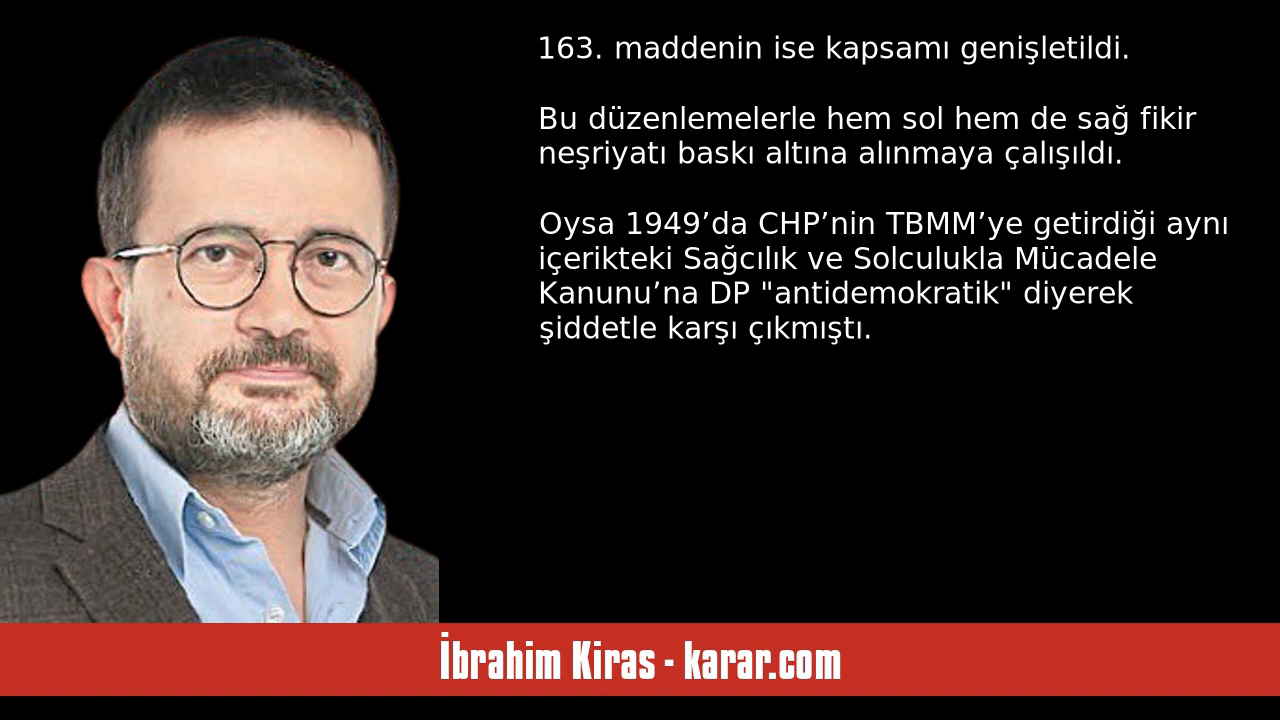 163. maddenin ise kapsamı genişletildi.
Bu düzenlemelerle hem sol hem de sağ fikir
neşriyatı baskı altına alınmaya çalışıldı.
Oysa 1949’da CHP’nin TBMM’ye getirdiği aynı
içerikteki Sağcılık ve Solculukla Mücadele
Kanunu’na DP "antidemokratik" diyerek
şiddetle karşı çıkmıştı.
İbrahim Kiras - karar.com